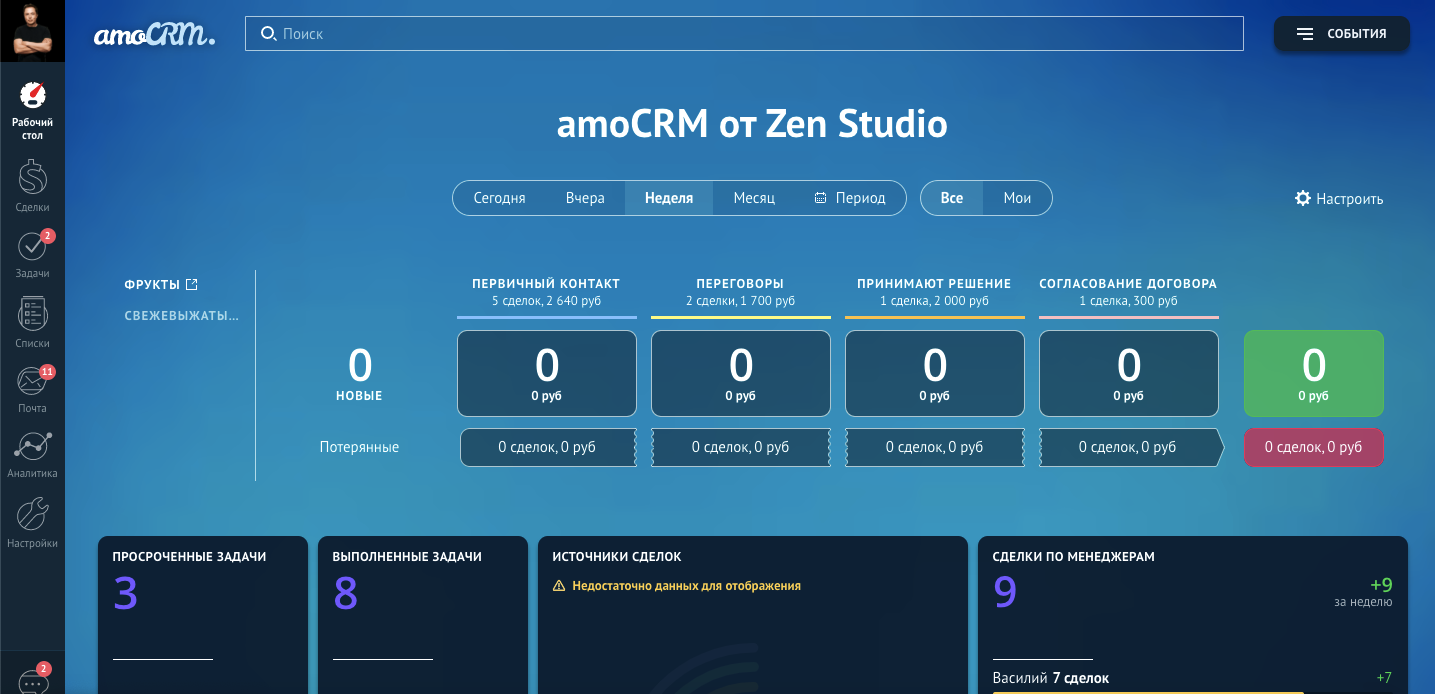 amoCRM.
Поиск
СОБЫТИЯ
Рабочий
стол
Сделки
2
Задачи
Списки
11
Почта
Аналитика
Настройки
2
amoCRM от Zen Studio
Сегодня Вчера Неделя Месяц Период Все Мои
Настроить
ФРУКТЫ
СВЕЖЕВЫЖАТЫ...
ПЕРВИЧНЫЙ КОНТАКТ
5 сделок, 2 640 руб
ПЕРЕГОВОРЫ
2 сделки, 1 700 руб
ПРИНИМАЮТ РЕШЕНИЕ
1 сделка, 2 000 руб
СОГЛАСОВАНИЕ ДОГОВОРА
1 сделка, 300 руб
0
НОВЫЕ
0
0 руб
0
0 руб
0
0 руб
0
0 руб
0
0 руб
Потерянные
0 сделок, 0 руб
0 сделок, 0 руб
0 сделок, 0 руб
0 сделок, 0 руб
0 сделок, 0 руб
ПРОСРОЧЕННЫЕ ЗАДАЧИ
3
ВЫПОЛНЕННЫЕ ЗАДАЧИ
8
ИСТОЧНИКИ СДЕЛОК
Недостаточно данных для отображения
СДЕЛКИ ПО МЕНЕДЖЕРАМ
9
+9
за неделю
Василий 7 сделок
+7